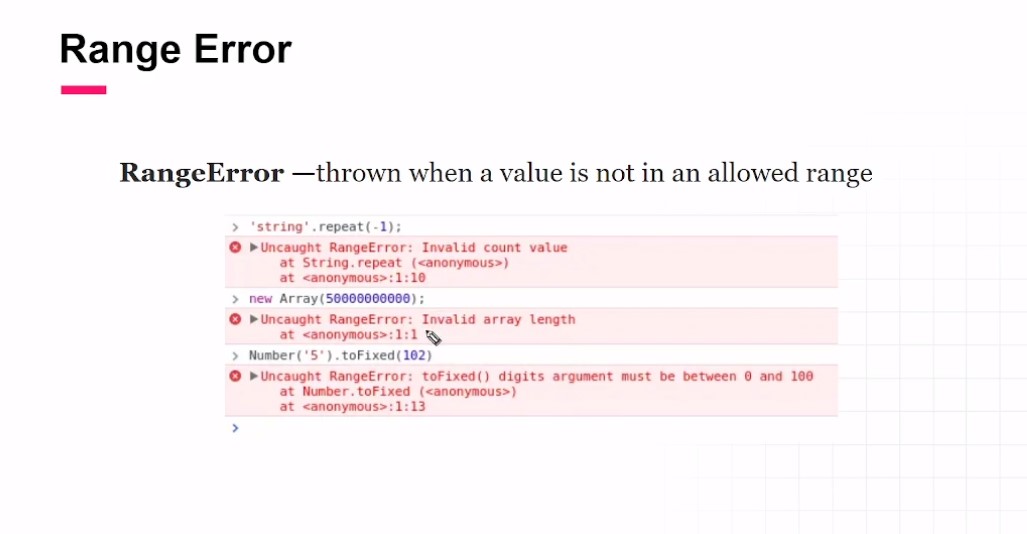 Range Error
RangeError —thrown when a value is not in an allowed range
> 'string'.repeat(-1);
▶Uncaught RangeError: Invalid count value
at String.repeat (<anonymous>)
at <anonymous>:1:10
> new Array(50000000000);
▶Uncaught RangeError: Invalid array length
at <anonymous>:1:1
> Number('5').toFixed(102)
▶Uncaught RangeError: toFixed() digits argument must be between 0 and 100
at Number.toFixed (<anonymous>)
at <anonymous>:1:13
>